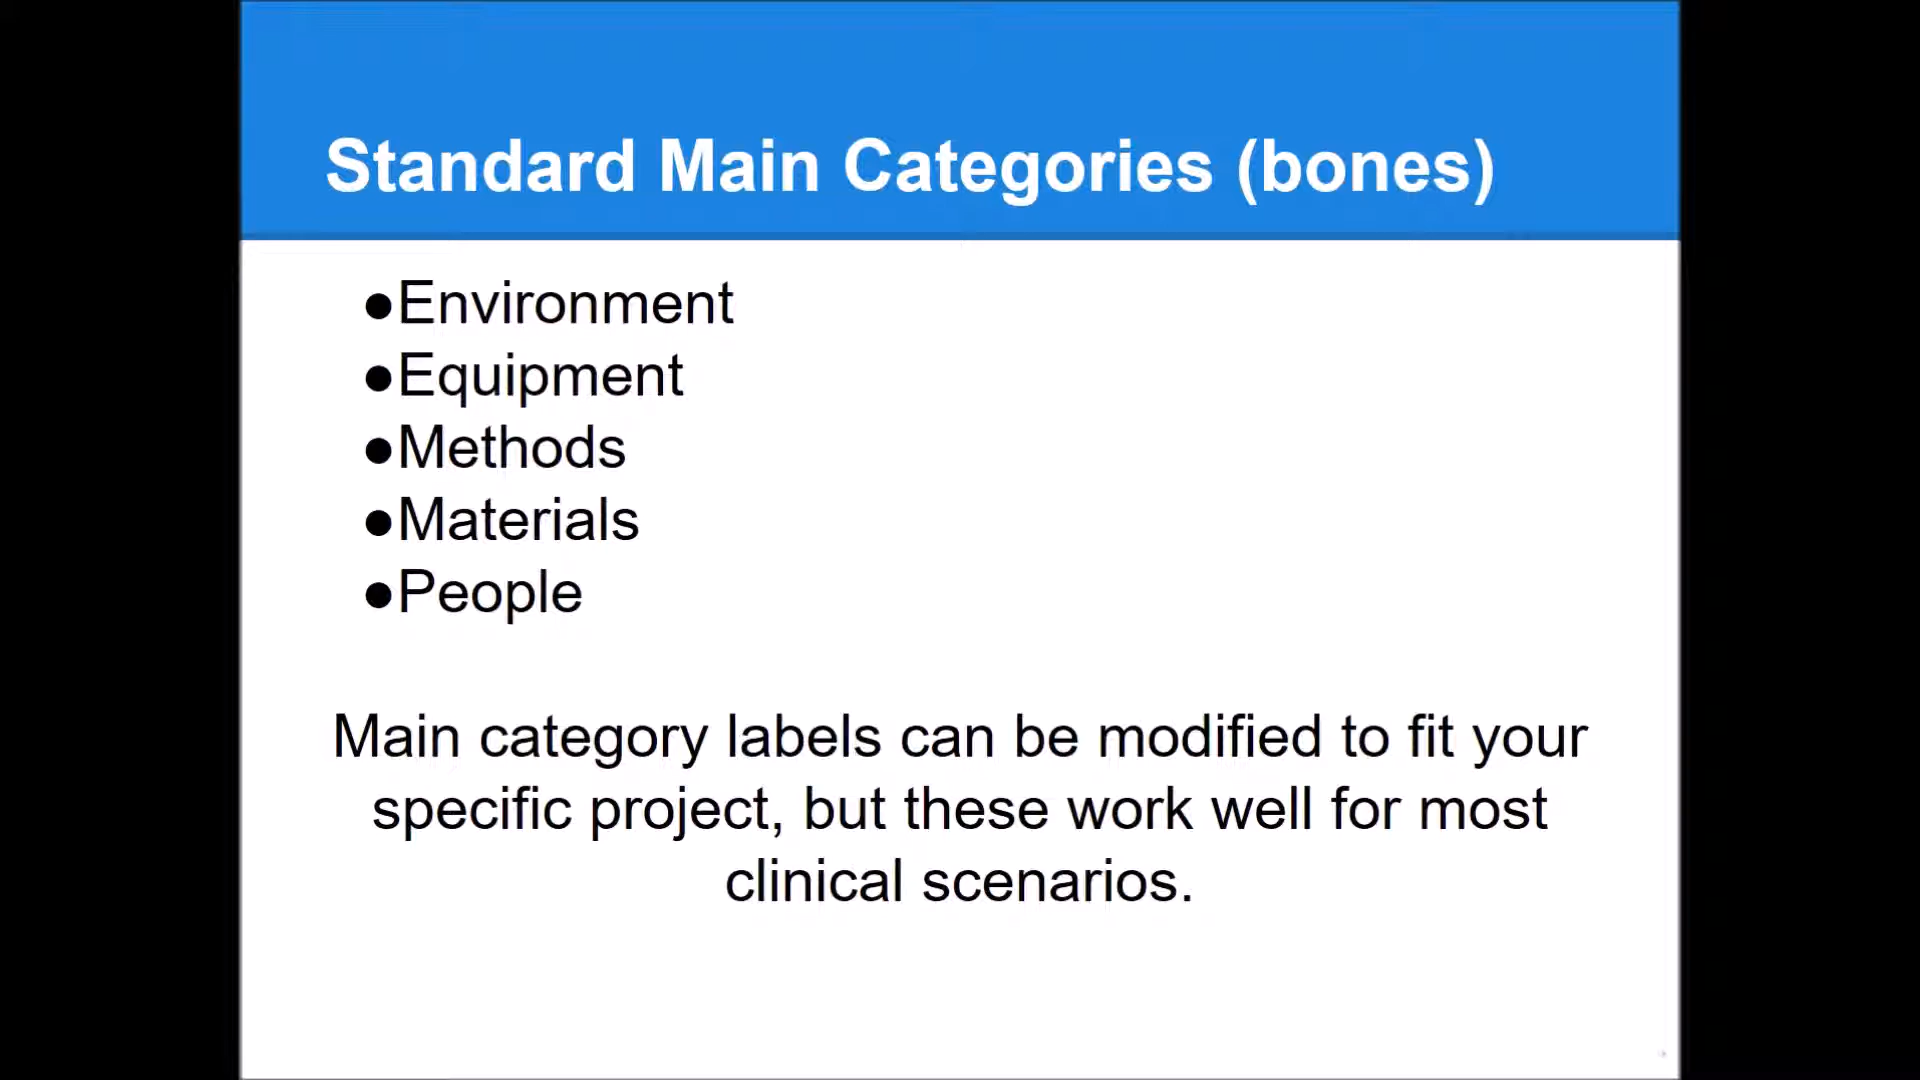 Standard Main Categories (bones)
●Environment
●Equipment
●Methods
●Materials
●People
Main category labels can be modified to fit your
specific project, but these work well for most
clinical scenarios.